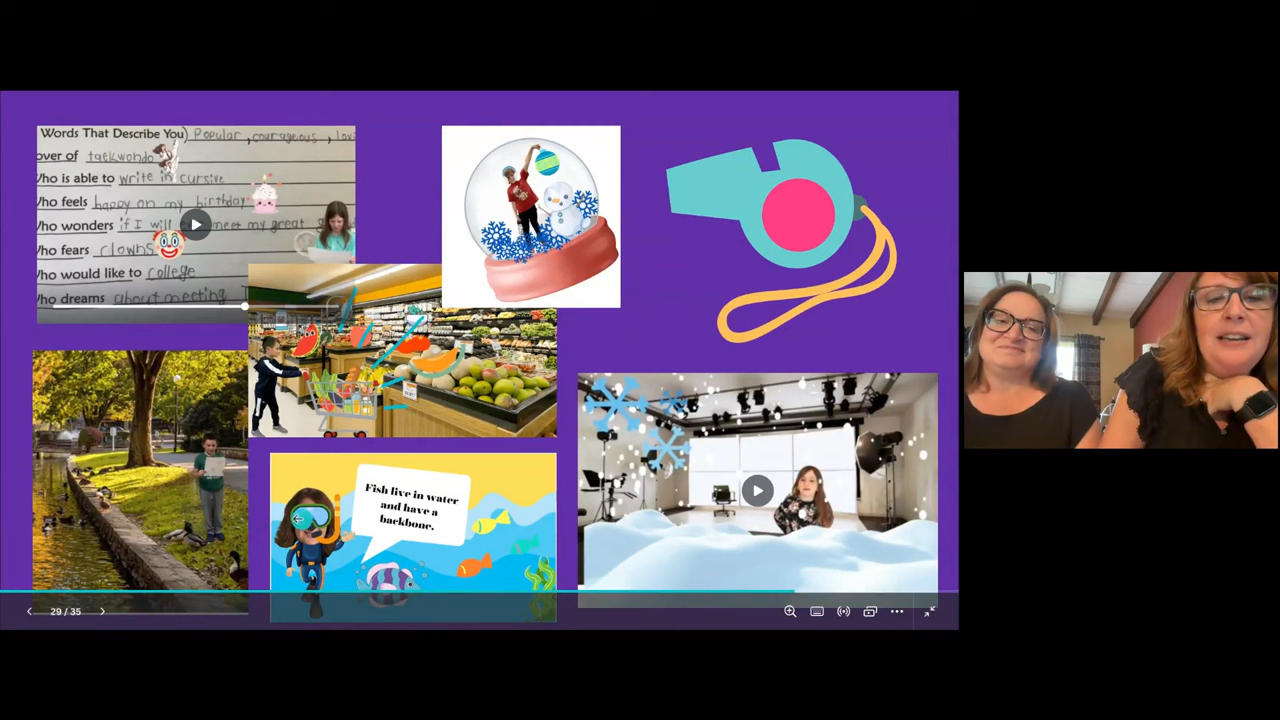 Words That Describe You) Popular, courageous, lovi
over of taekwondo
Who is able to write in cursive
Who feels happy on my birthday
Who wonders if I will meet my great
Who fears clowns
Who would like to college
Who dreams about meeting
Fish live in water
and have a
backbone.
29 / 35